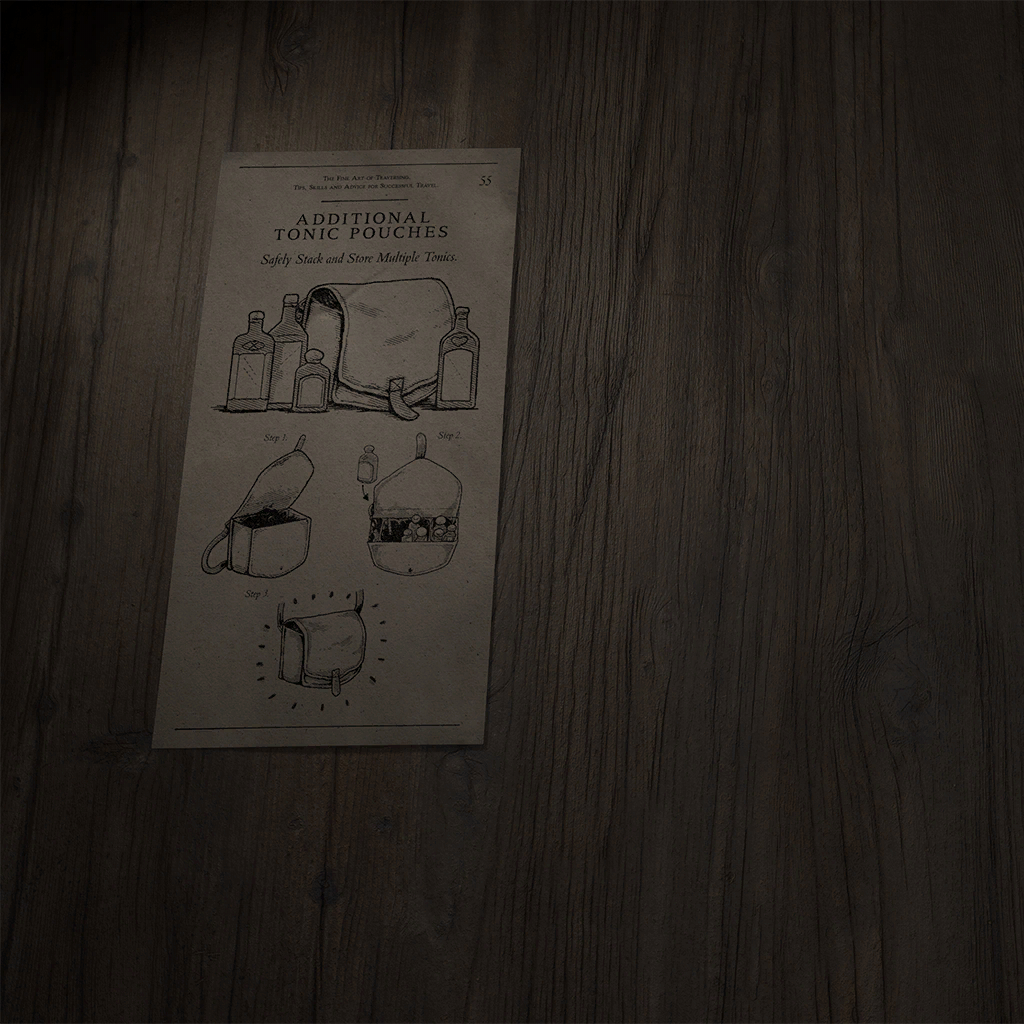 The Fine Art of Traversing,
Tips, Skills and Advice for Successful Travel.
55
ADDITIONAL
TONIC POUCHES
Safely Stack and Store Multiple Tonics.
Step 1.
Step 2.
Step 3.